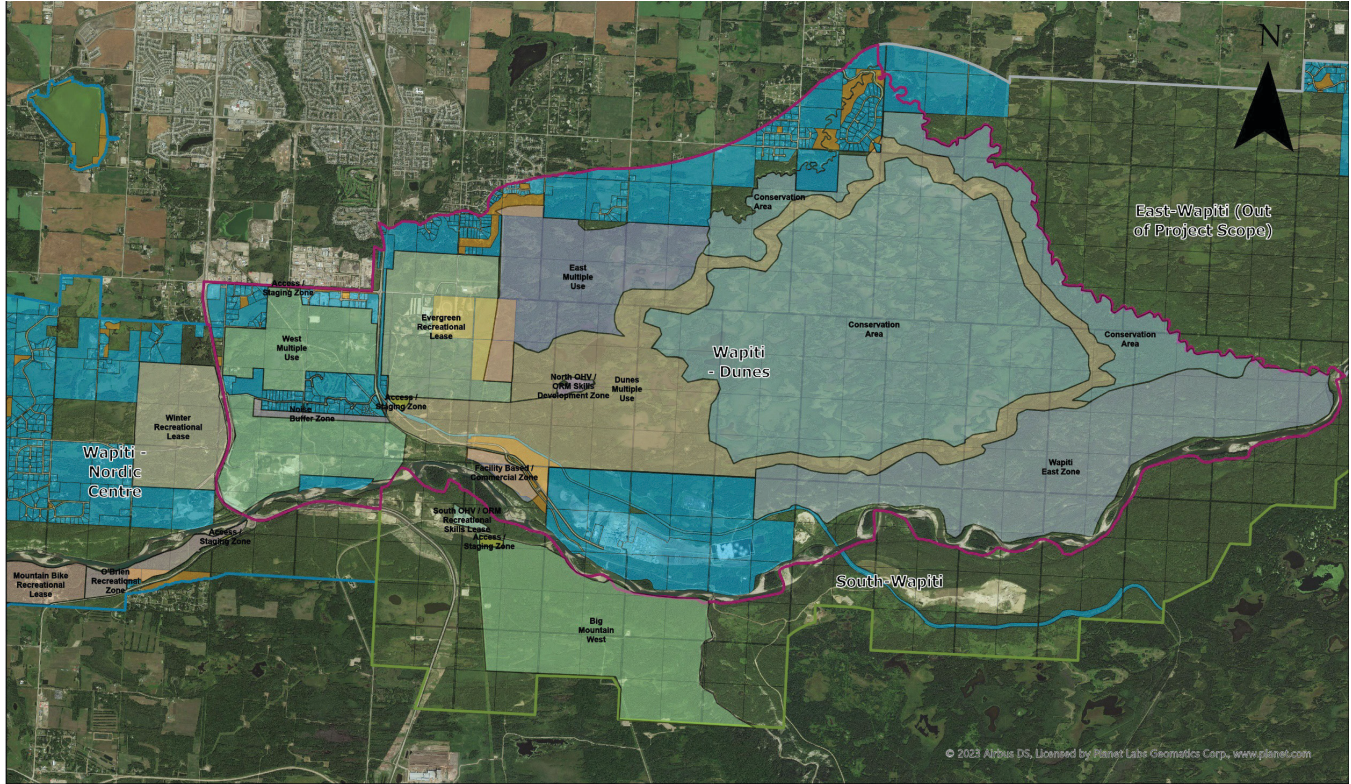 N
East-Wapiti (Out
of Project Scope)
Conservation
Area
East
Multiple
Use
Access /
Staging Zone
Evergreen
Recreational
Lease
Conservation
Area
Conservation
Area
West
Multiple
Use
Wapiti
- Dunes
North OHV /
ORM Skills
Development Zone
Dunes
Multiple
Use
Access /
Staging Zone
Noise
Buffer Zone
Winter
Recreational
Lease
Wapiti -
Nordic
Centre
Wapiti
East Zone
Facility Based /
Commercial Zone
South OHV / ORM
Recreational
Skills Lease
Access /
Staging Zone
Access /
Staging Zone
Mountain Bike
Recreational
Lease
O'Brien
Recreational
Zone
South-Wapiti
Big
Mountain
West
© 2023 Airbus DS, Licensed by Planet Labs Geomatics Corp., www.planet.com